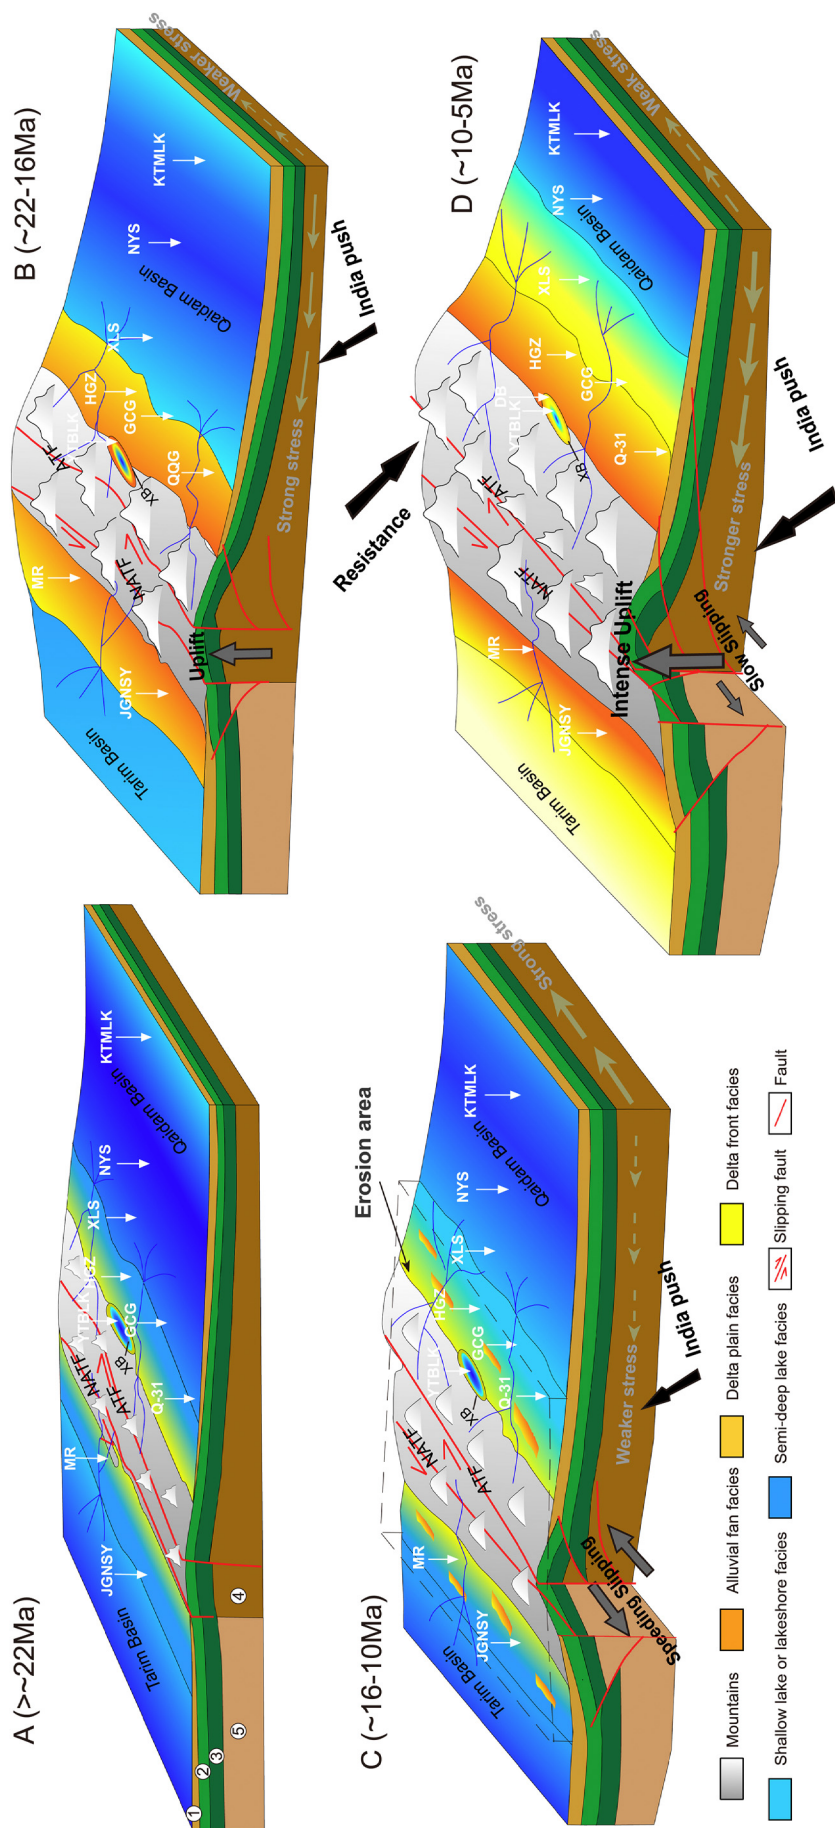 A (>~22Ma)
MR
JGNSY
Tarim Basin
NATF
ATF
YTBLK
HGZ
XLS
NYS
KTMLK
XB
GCG
Q-31
Qaidam Basin
①
②
③
④
⑤
B (~22-16Ma)
MR
JGNSY
Tarim Basin
NATF
ATF
YTBLK
HGZ
XLS
NYS
KTMLK
XB
GCG
QQG
Qaidam Basin
Uplift
Strong stress
Weaker stress
India push
C (~16-10Ma)
Erosion area
MR
JGNSY
Tarim Basin
NATF
ATF
YTBLK
HGZ
XLS
NYS
KTMLK
XB
GCG
Q-31
Qaidam Basin
Speeding Slipping
Weaker stress
Strong stress
India push
D (~10-5Ma)
Resistance
MR
JGNSY
Tarim Basin
NATF
ATF
DB
YTBLK
HGZ
XLS
NYS
KTMLK
XB
GCG
Q-31
Qaidam Basin
Intense Uplift
Slow Slipping
Stronger stress
Weak stress
India push
Mountains
Alluvial fan facies
Delta plain facies
Delta front facies
Shallow lake or lakeshore facies
Semi-deep lake facies
Slipping fault
Fault